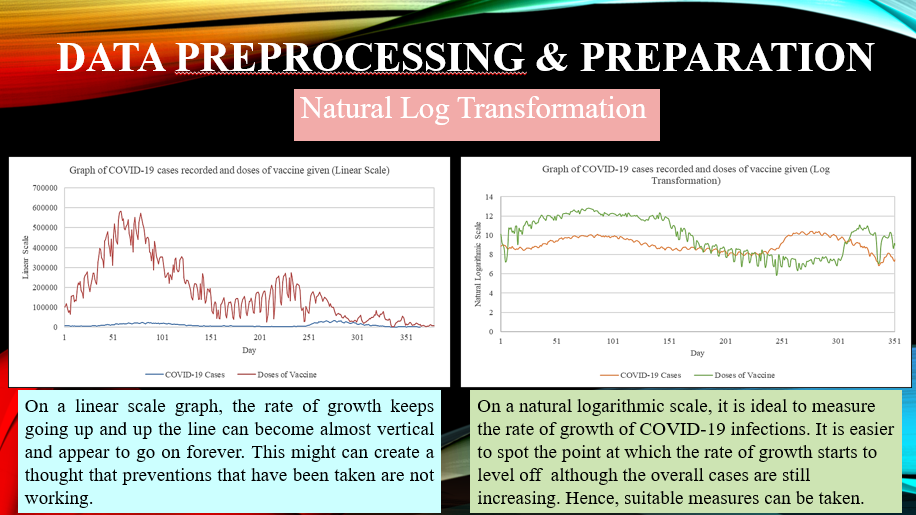 DATA PREPROCESSING & PREPARATION
Natural Log Transformation
Graph of COVID-19 cases recorded and doses of vaccine given (Linear Scale)
700000
600000
500000
400000
300000
200000
100000
0
Linear Scale
1 51 101 151 201 251 301 351
Day
COVID-19 Cases Doses of Vaccine
Graph of COVID-19 cases recorded and doses of vaccine given (Log
Transformation)
14
12
10
8
6
4
2
0
Natural Logarithmic Scale
1 51 101 151 201 251 301 351
Day
COVID-19 Cases Doses of Vaccine
On a linear scale graph, the rate of growth keeps
going up and up the line can become almost vertical
and appear to go on forever. This might can create a
thought that preventions that have been taken are not
working.
On a natural logarithmic scale, it is ideal to measure
the rate of growth of COVID-19 infections. It is easier
to spot the point at which the rate of growth starts to
level off although the overall cases are still
increasing. Hence, suitable measures can be taken.